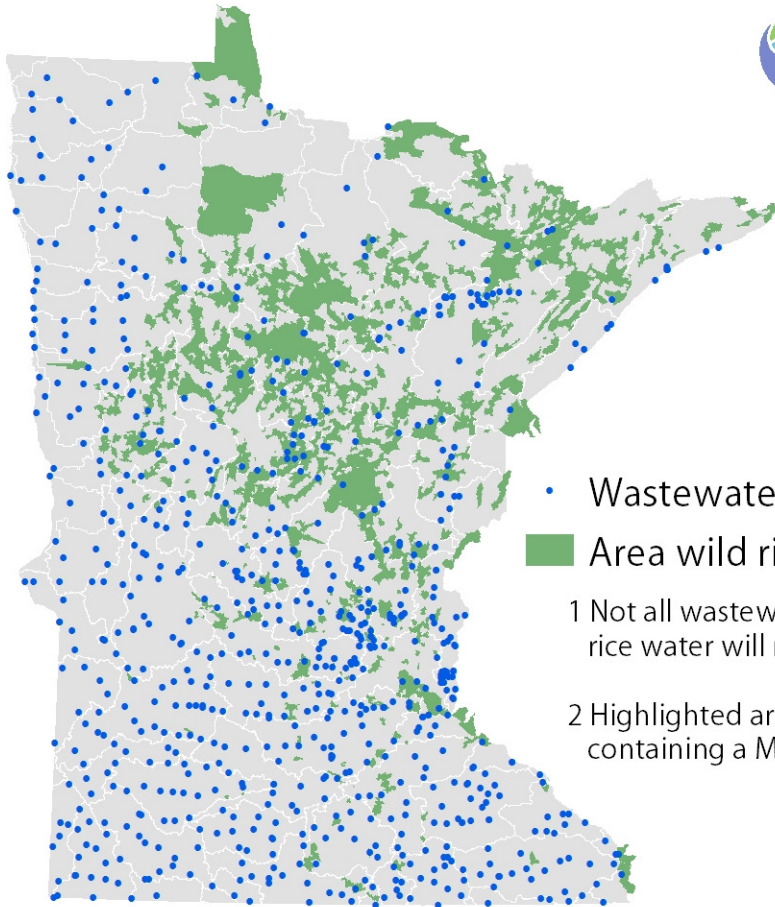 Wastewate
Area wild ri
1 Not all wastew
rice water will
2 Highlighted ar
containing a M